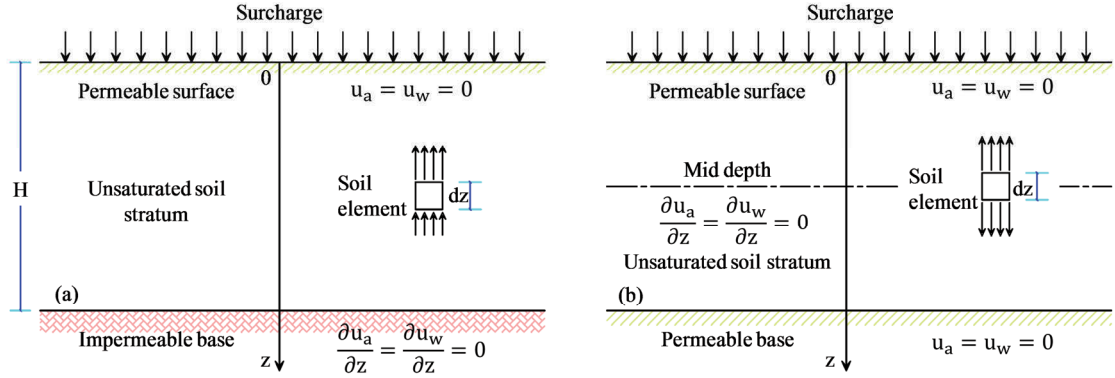 Surcharge
0
Permeable surface
u_a = u_w = 0
H
Unsaturated soil
stratum
Soil
element
dz
(a)
Impermeable base
∂u_a/∂z = ∂u_w/∂z = 0
z
Surcharge
0
Permeable surface
u_a = u_w = 0
Mid depth
∂u_a/∂z = ∂u_w/∂z = 0
Soil
element
dz
Unsaturated soil stratum
(b)
Permeable base
u_a = u_w = 0
z